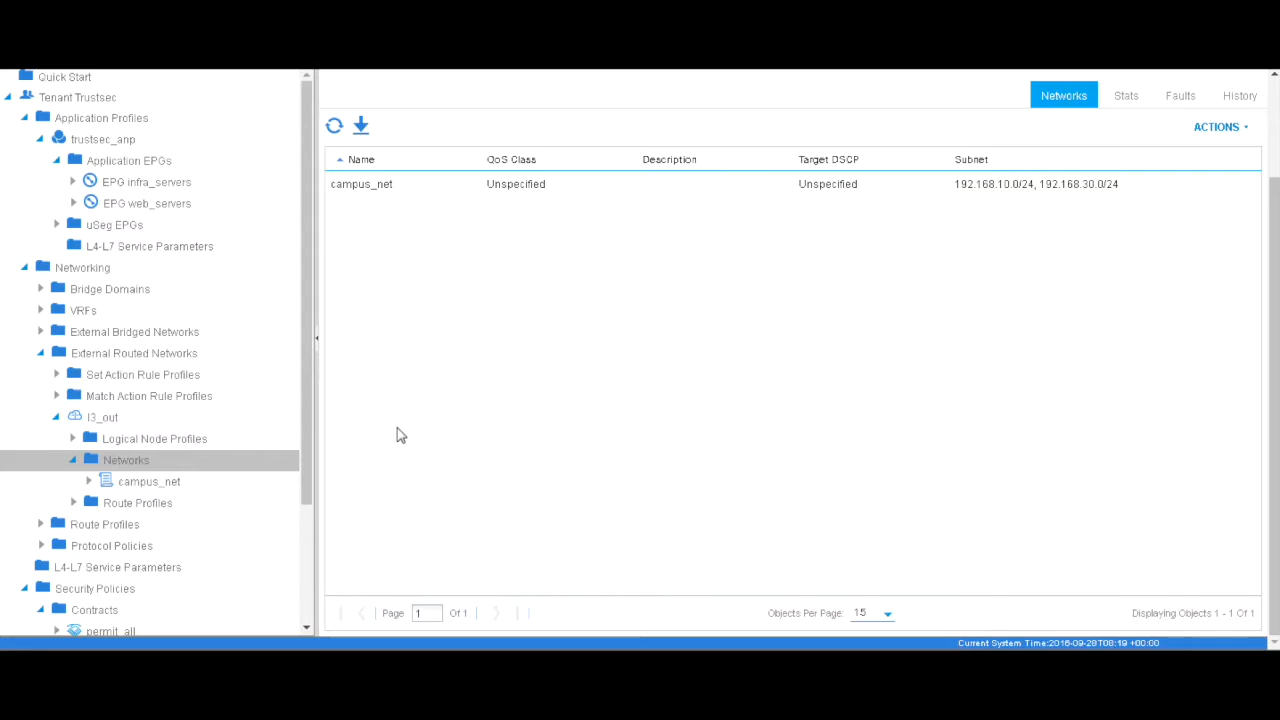 Quick Start
Tenant Trustsec
Application Profiles
trustsec_anp
Application EPGs
EPG infra_servers
EPG web_servers
uSeg EPGs
L4-L7 Service Parameters
Networking
Bridge Domains
VRFs
External Bridged Networks
External Routed Networks
Set Action Rule Profiles
Match Action Rule Profiles
l3_out
Logical Node Profiles
Networks
campus_net
Route Profiles
Route Profiles
Protocol Policies
L4-L7 Service Parameters
Security Policies
Contracts
permit_all
Networks Stats Faults History
ACTIONS
Name QoS Class Description Target DSCP Subnet
campus_net Unspecified Unspecified 192.168.10.0/24, 192.168.30.0/24
Page 1 Of 1 Objects Per Page: 15 Displaying Objects 1 - 1 Of 1
Current System Time:2016-09-28T08:19 +00:00